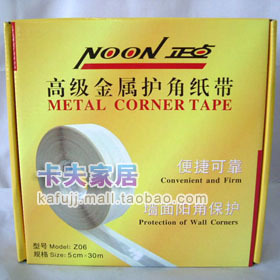 NOON 正点
高级金属护角纸带
METAL CORNER TAPE
卡夫家居
便捷可靠
Convenient and Firm
kafujj.mall.taobao.com
墙面阳角保护
Protection of Wall Corners
型号 Model: Z06
规格 Size: 5cm×30m